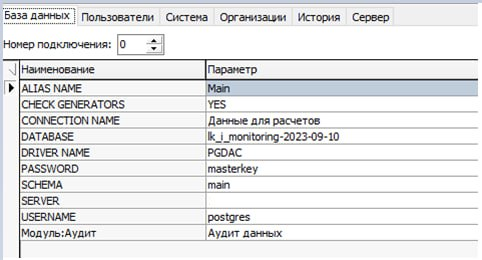 База данных Пользователи Система Организации История Сервер
Номер подключения: 0
Наименование Параметр
ALIAS NAME Main
CHECK GENERATORS YES
CONNECTION NAME Данные для расчетов
DATABASE lk_i_monitoring-2023-09-10
DRIVER NAME PGDAC
PASSWORD masterkey
SCHEMA main
SERVER
USERNAME postgres
Модуль:Аудит Аудит данных